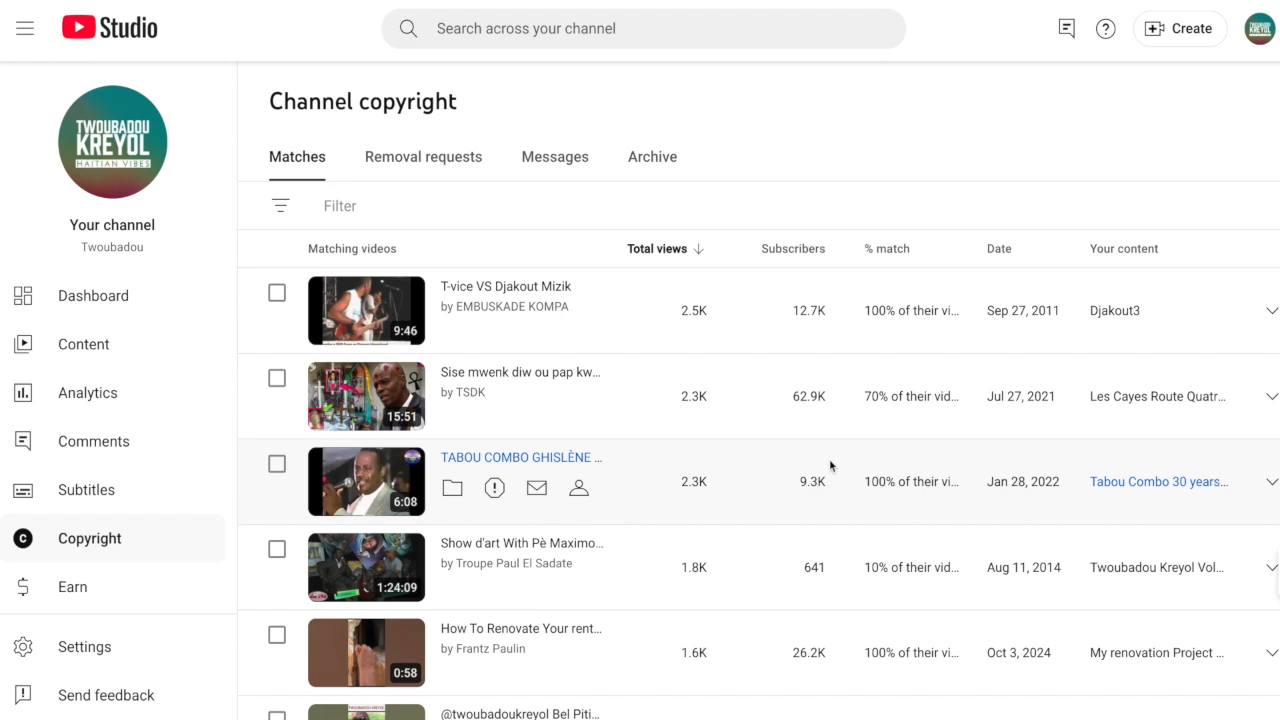 Studio
Search across your channel
Create
TWOUBADOU
KREYOL
HAITIAN VIBES
Your channel
Twoubadou
Dashboard
Content
Analytics
Comments
Subtitles
Copyright
Earn
Settings
Send feedback
Channel copyright
Matches Removal requests Messages Archive
Filter
Matching videos Total views Subscribers % match Date Your content
9:46
T-vice VS Djakout Mizik
by EMBUSKADE KOMPA
2.5K 12.7K 100% of their vi... Sep 27, 2011 Djakout3
15:51
Sise mwenk diw ou pap kw...
by TSDK
2.3K 62.9K 70% of their vid... Jul 27, 2021 Les Cayes Route Quatr...
6:08
TABOU COMBO GHISLÈNE ...
2.3K 9.3K 100% of their vi... Jan 28, 2022 Tabou Combo 30 years...
1:24:09
Show d'art With Pè Maximo...
by Troupe Paul El Sadate
1.8K 641 10% of their vid... Aug 11, 2014 Twoubadou Kreyol Vol...
0:58
How To Renovate Your rent...
by Frantz Paulin
1.6K 26.2K 100% of their vi... Oct 3, 2024 My renovation Project ...
@twoubadoukreyol Bel Piti...